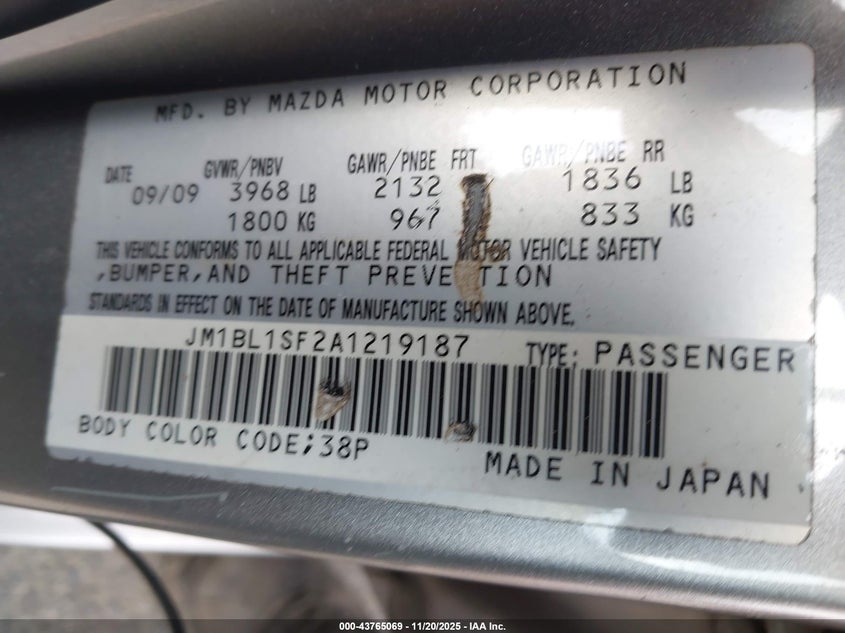 MFD. BY MAZDA MOTOR CORPORATION
DATE GVWR/PNBV GAWR/PNBE FRT GAWR/PNBE RR
09/09 3968 LB 2132 1836 LB
1800 KG 967 833 KG
THIS VEHICLE CONFORMS TO ALL APPLICABLE FEDERAL MOTOR VEHICLE SAFETY
,BUMPER,AND THEFT PREVENTION
STANDARDS IN EFFECT ON THE DATE OF MANUFACTURE SHOWN ABOVE.
JM1BL1SF2A1219187 TYPE: PASSENGER
BODY COLOR CODE;38P
MADE IN JAPAN
000-43765069 - 11/20/2025 - IAA Inc.